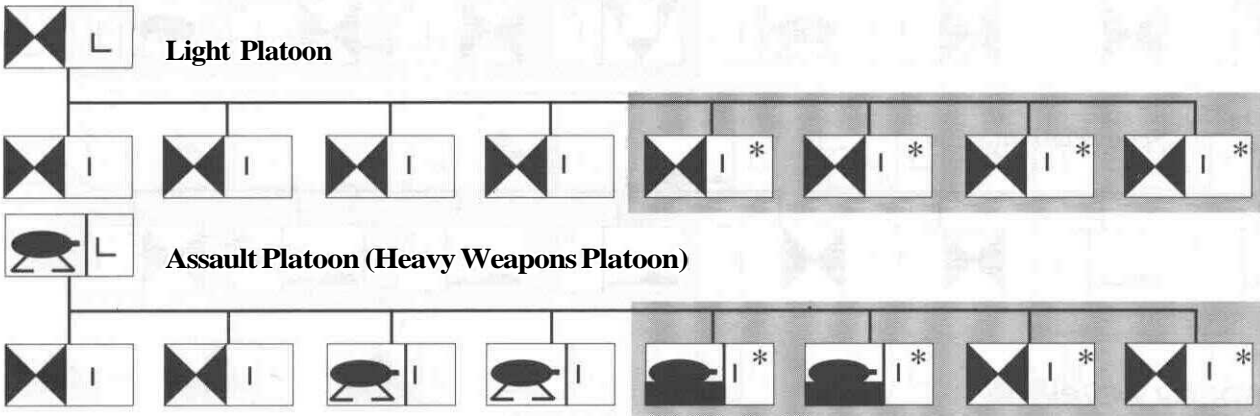 L
Light Platoon
I I I I I * I * I * I *
L
Assault Platoon (Heavy Weapons Platoon)
I I I I I * I * I * I *